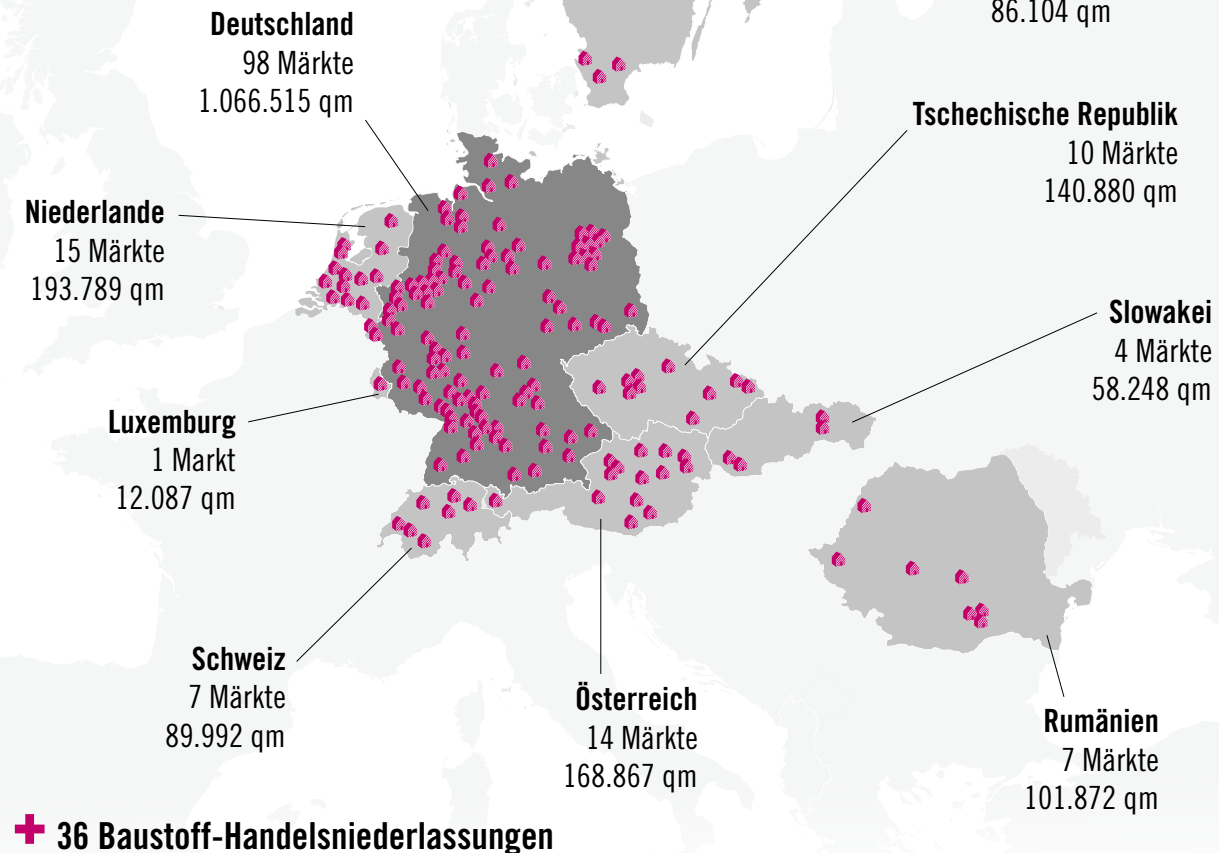 86.104 qm
Deutschland
98 Märkte
1.066.515 qm
Tschechische Republik
10 Märkte
140.880 qm
Niederlande
15 Märkte
193.789 qm
Slowakei
4 Märkte
58.248 qm
Luxemburg
1 Markt
12.087 qm
Schweiz
7 Märkte
89.992 qm
Österreich
14 Märkte
168.867 qm
Rumänien
7 Märkte
101.872 qm
+ 36 Baustoff-Handelsniederlassungen